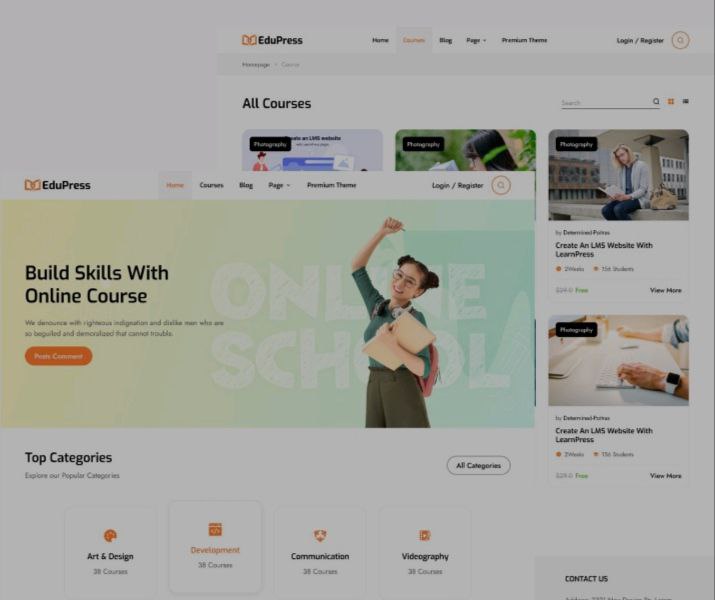 EduPress
Home
Courses
Blog
Page
Premium Theme
Login / Register
Homepage
Course
All Courses
Search
Photography
Create an LMS website
Photography
Photography
by Determined-Poitras
Create An LMS Website With
LearnPress
2Weeks
156 Students
$29.0 Free
View More
Photography
by Determined-Poitras
Create An LMS Website With
LearnPress
2Weeks
156 Students
$29.0 Free
View More
CONTACT US
EduPress
Home
Courses
Blog
Page
Premium Theme
Login / Register
ONLINE
SCHOOL
Build Skills With
Online Course
We denounce with righteous indignation and dislike men who are
so beguiled and demoralized that cannot trouble.
Posts Comment
Top Categories
Explore our Popular Categories
All Categories
Art & Design
38 Courses
Development
38 Courses
Communication
38 Courses
Videography
38 Courses